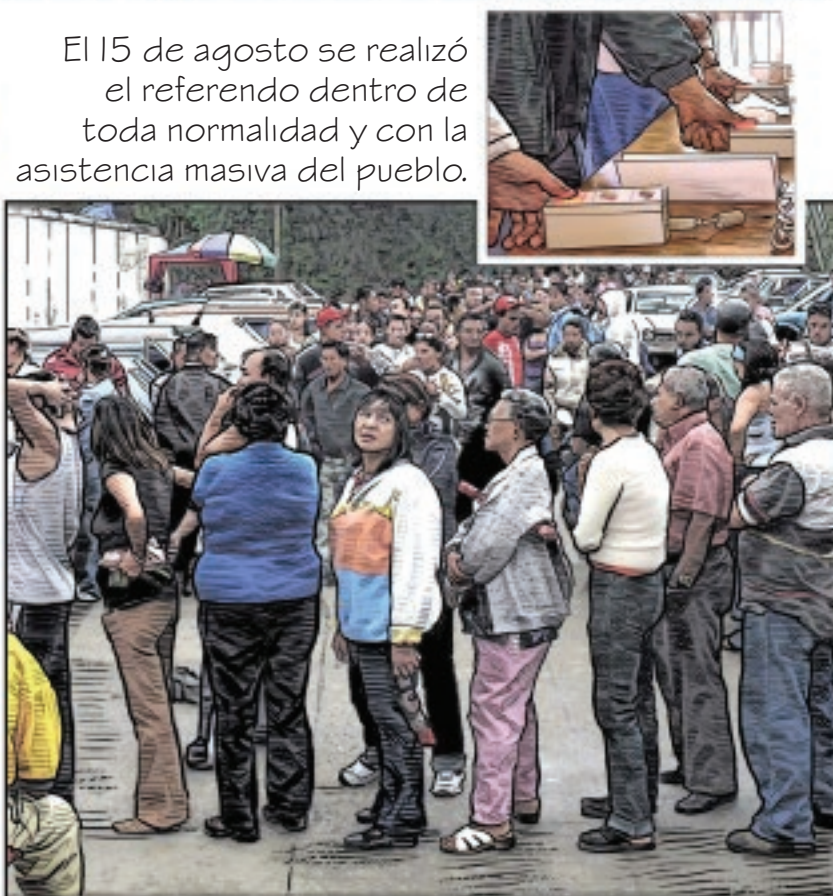 El 15 de agosto se realizó
el referendo dentro de
toda normalidad y con la
asistencia masiva del pueblo.